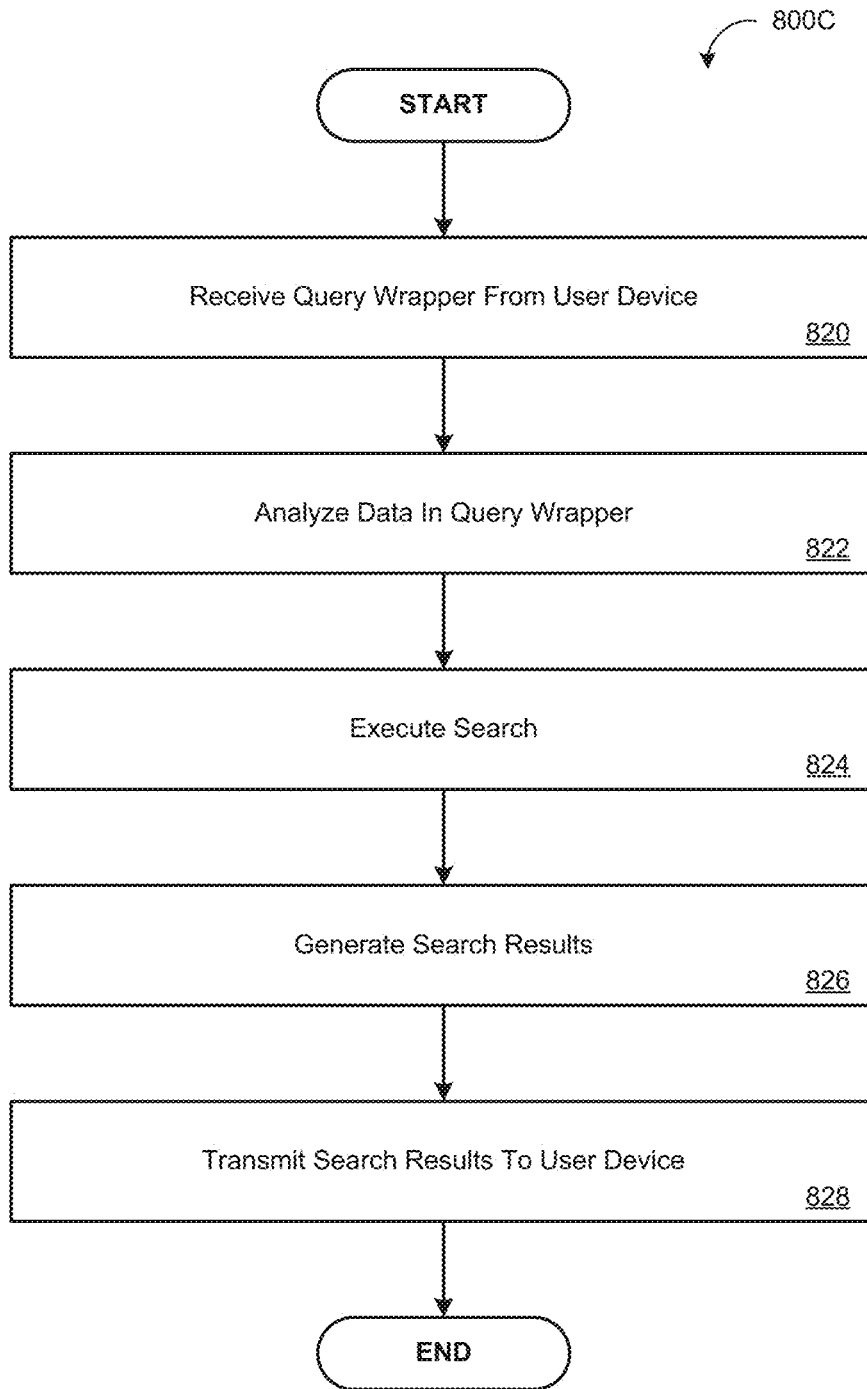 800C
START
Receive Query Wrapper From User Device
820
Analyze Data In Query Wrapper
822
Execute Search
824
Generate Search Results
826
Transmit Search Results To User Device
828
END